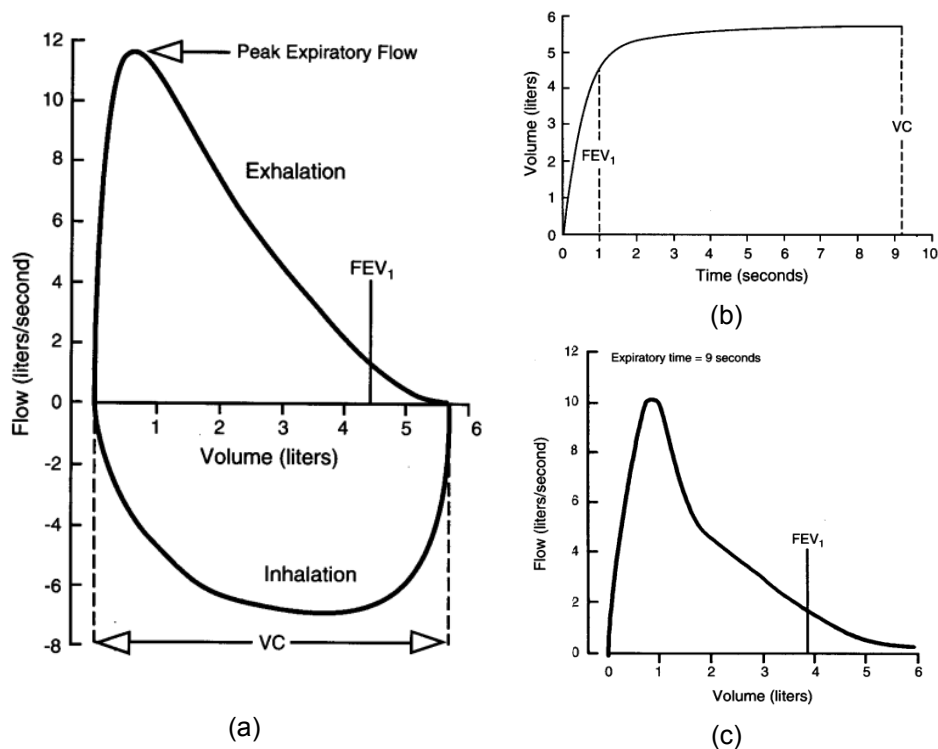 12
10
8
6
4
2
0
-2
-4
-6
-8
Flow (liters/second)
Peak Expiratory Flow
Exhalation
FEV1
1 2 3 4 5 6
Volume (liters)
Inhalation
VC
(a)
6
5
4
3
2
1
0
Volume (liters)
FEV1
VC
0 1 2 3 4 5 6 7 8 9 10
Time (seconds)
(b)
12
10
8
6
4
2
0
Flow (liters/second)
Expiratory time = 9 seconds
FEV1
0 1 2 3 4 5 6
Volume (liters)
(c)